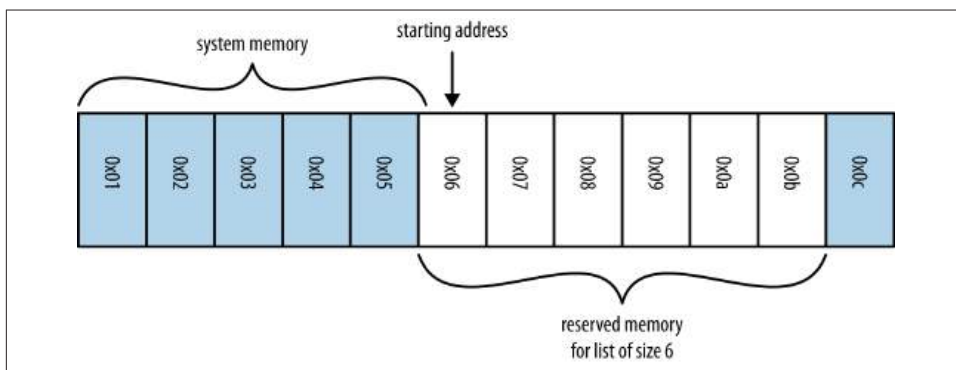 starting address
system memory
0x01 0x02 0x03 0x04 0x05 0x06 0x07 0x08 0x09 0x0a 0x0b 0x0c
reserved memory
for list of size 6